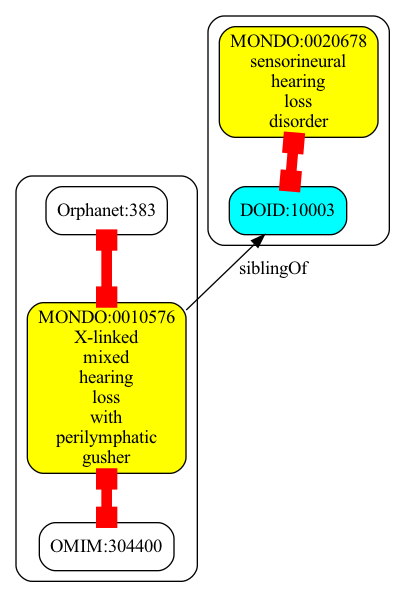 MONDO:0020678
sensorineural
hearing
loss
disorder
Orphanet:383
DOID:10003
siblingOf
MONDO:0010576
X-linked
mixed
hearing
loss
with
perilymphatic
gusher
OMIM:304400